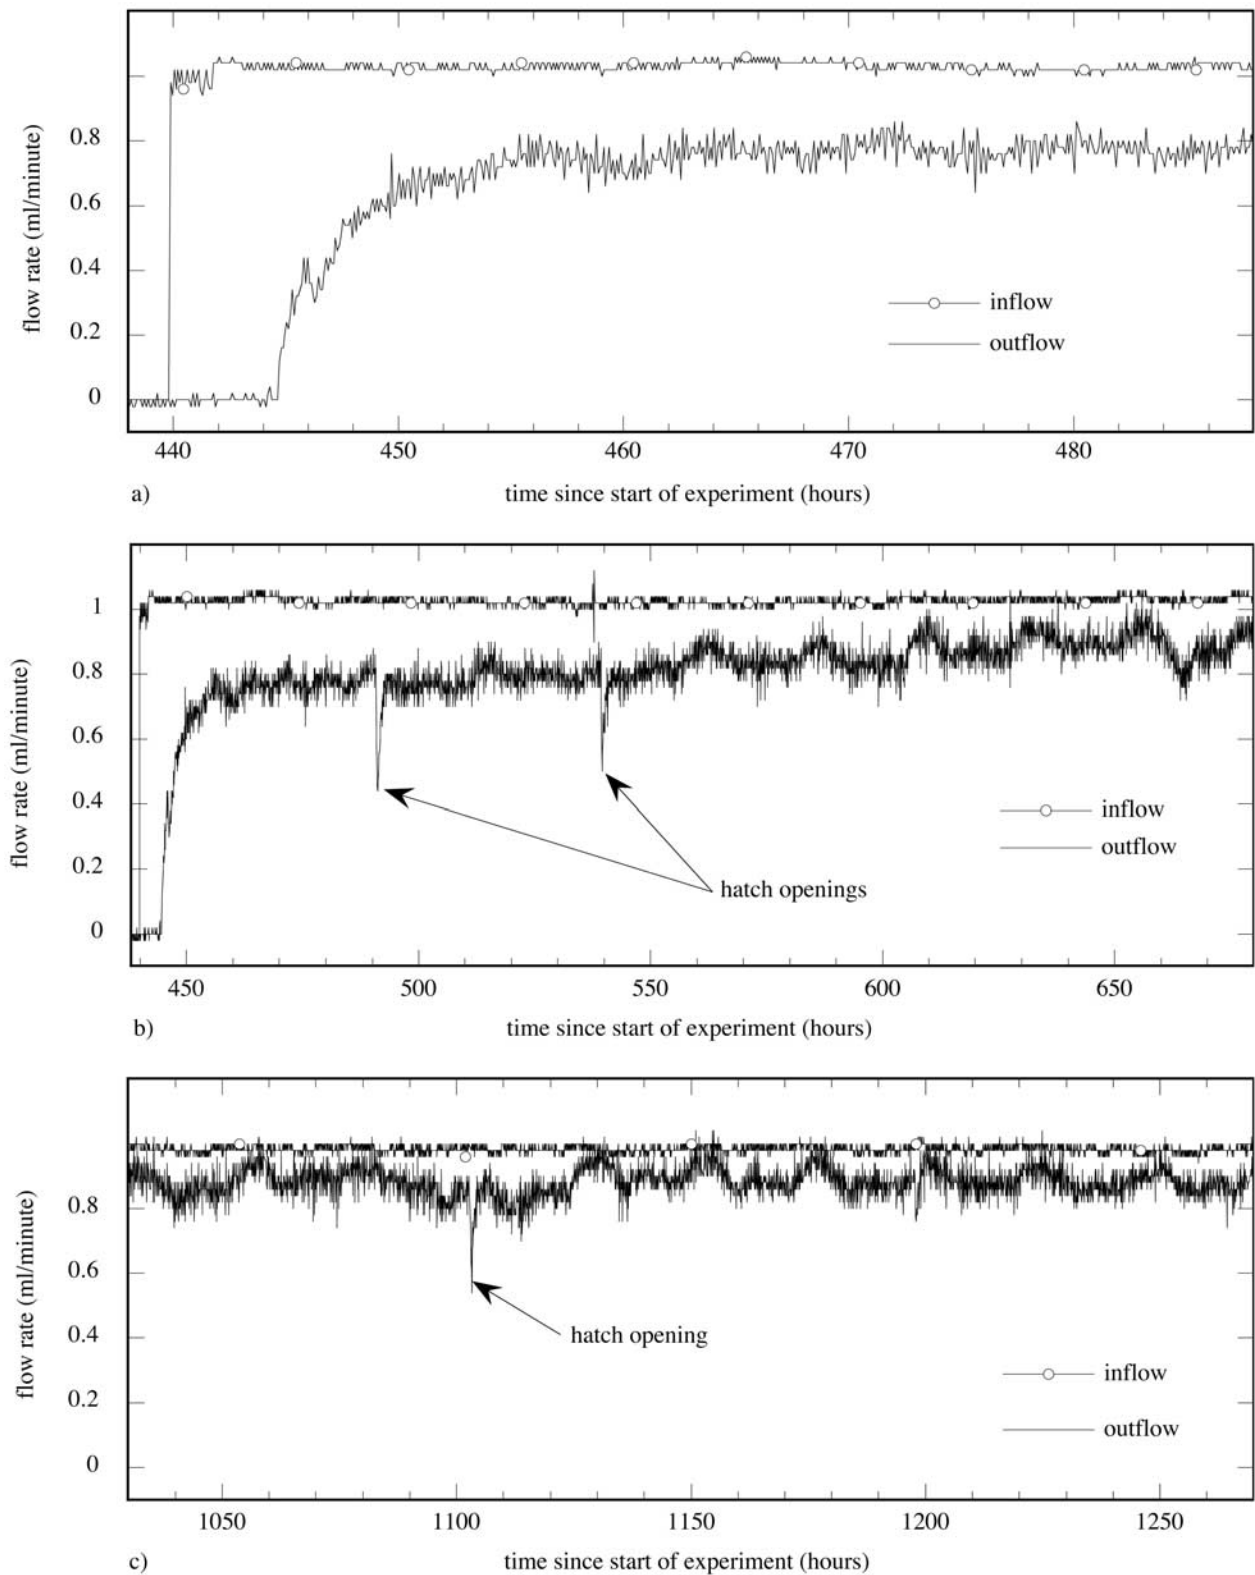 flow rate (ml/minute)
0.8
0.6
0.4
0.2
0
inflow
outflow
440 450 460 470 480
a) time since start of experiment (hours)
flow rate (ml/minute)
1
0.8
0.6
0.4
0.2
0
inflow
outflow
hatch openings
450 500 550 600 650
b) time since start of experiment (hours)
flow rate (ml/minute)
0.8
0.6
0.4
0.2
0
hatch opening
inflow
outflow
1050 1100 1150 1200 1250
c) time since start of experiment (hours)